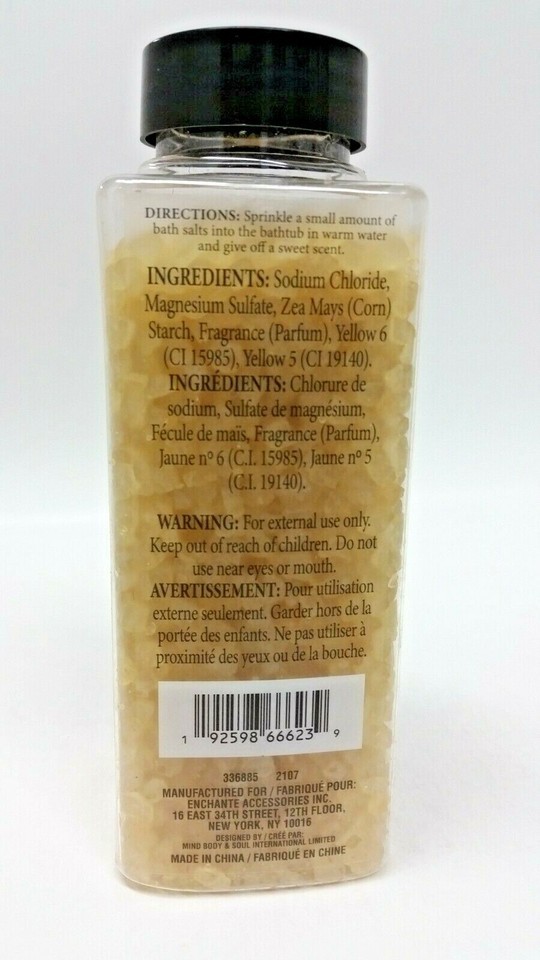 DIRECTIONS: Sprinkle a small amount of
bath salts into the bathtub in warm water
and give off a sweet scent.
INGREDIENTS: Sodium Chloride,
Magnesium Sulfate, Zea Mays (Corn)
Starch, Fragrance (Parfum), Yellow 6
(CI 15985), Yellow 5 (CI 19140).
INGRÉDIENTS: Chlorure de
sodium, Sulfate de magnésium,
Fécule de maïs, Fragrance (Parfum),
Jaune nº 6 (C.I. 15985), Jaune nº 5
(C.I. 19140).
WARNING: For external use only.
Keep out of reach of children. Do not
use near eyes or mouth.
AVERTISSEMENT: Pour utilisation
externe seulement. Garder hors de la
portée des enfants. Ne pas utiliser à
proximité des yeux ou de la bouche.
1 92598 66623 9
336885 2107
MANUFACTURED FOR / FABRIQUÉ POUR:
ENCHANTE ACCESSORIES INC.
16 EAST 34TH STREET, 12TH FLOOR,
NEW YORK, NY 10016
DESIGNED BY / CRÉÉ PAR:
MIND BODY & SOUL INTERNATIONAL LIMITED
MADE IN CHINA / FABRIQUÉ EN CHINE